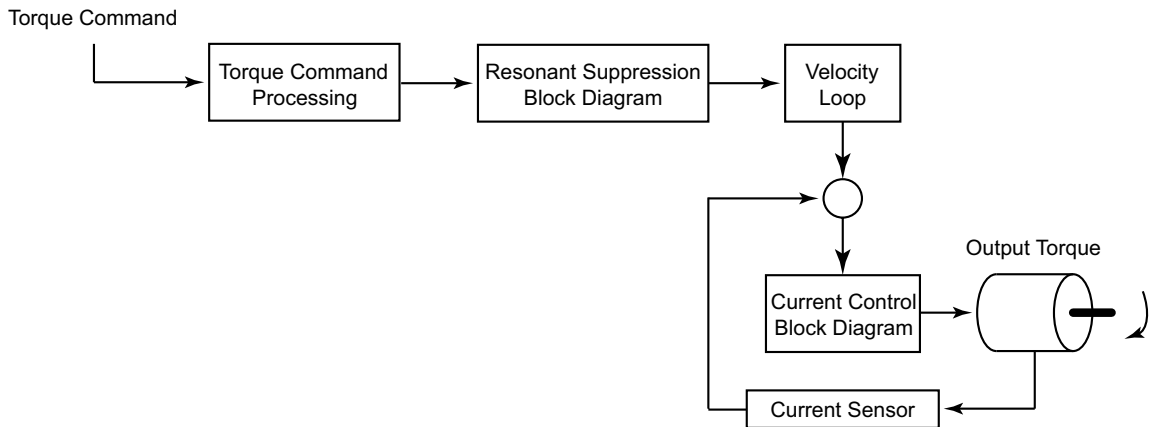 Torque Command
Torque Command
Processing
Resonant Suppression
Block Diagram
Velocity
Loop
Output Torque
Current Control
Block Diagram
Current Sensor